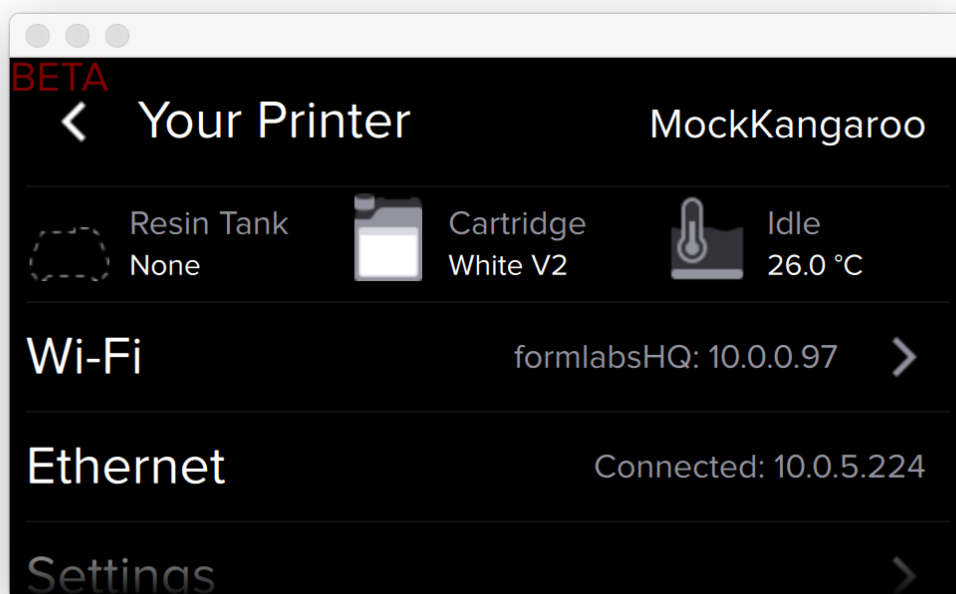 BETA
Your Printer
MockKangaroo
Resin Tank
None
Cartridge
White V2
Idle
26.0 °C
Wi-Fi
formlabsHQ: 10.0.0.97
Ethernet
Connected: 10.0.5.224
Settings